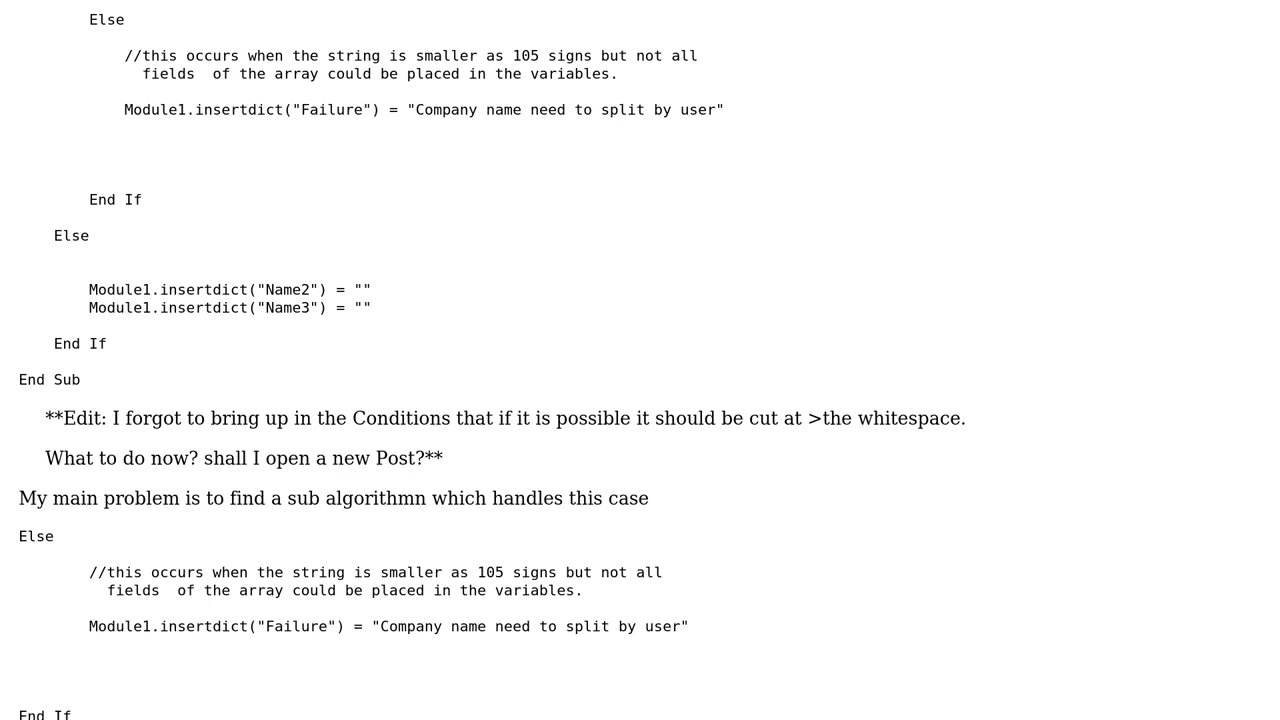 Else
//this occurs when the string is smaller as 105 signs but not all
fields  of the array could be placed in the variables.
Module1.insertdict("Failure") = "Company name need to split by user"
End If
Else
Module1.insertdict("Name2") = ""
Module1.insertdict("Name3") = ""
End If
End Sub
**Edit: I forgot to bring up in the Conditions that if it is possible it should be cut at >the whitespace.
What to do now? shall I open a new Post?**
My main problem is to find a sub algorithmn which handles this case
Else
//this occurs when the string is smaller as 105 signs but not all
fields  of the array could be placed in the variables.
Module1.insertdict("Failure") = "Company name need to split by user"
End If